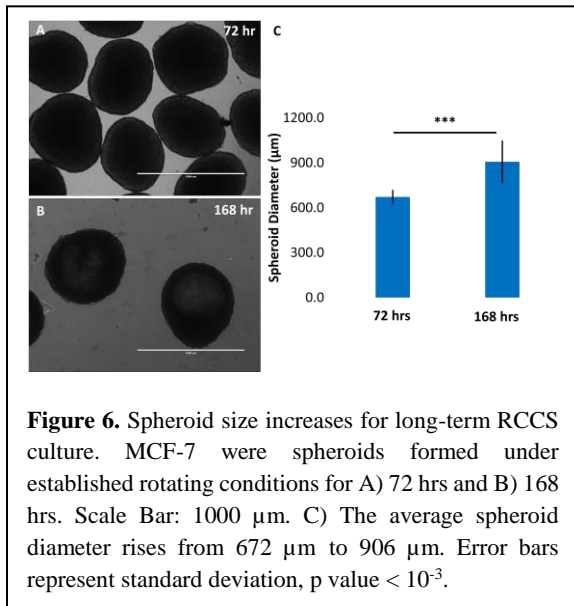 A
72 hr
C
B
168 hr
***
Spheroid Diameter (µm)
1200.0
900.0
600.0
300.0
0.0
72 hrs
168 hrs
Figure 6. Spheroid size increases for long-term RCCS
culture. MCF-7 were spheroids formed under
established rotating conditions for A) 72 hrs and B) 168
hrs. Scale Bar: 1000 µm. C) The average spheroid
diameter rises from 672 µm to 906 µm. Error bars
represent standard deviation, p value < 10⁻³.